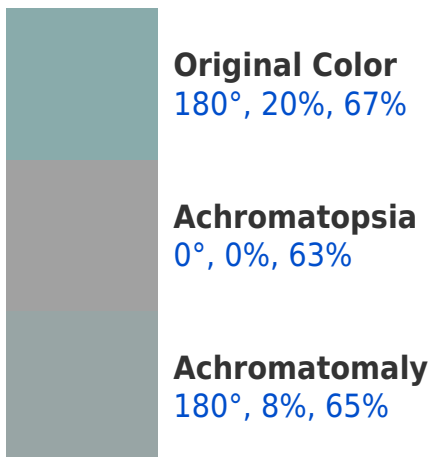 Original Color
180°, 20%, 67%
Achromatopsia
0°, 0%, 63%
Achromatomaly
180°, 8%, 65%